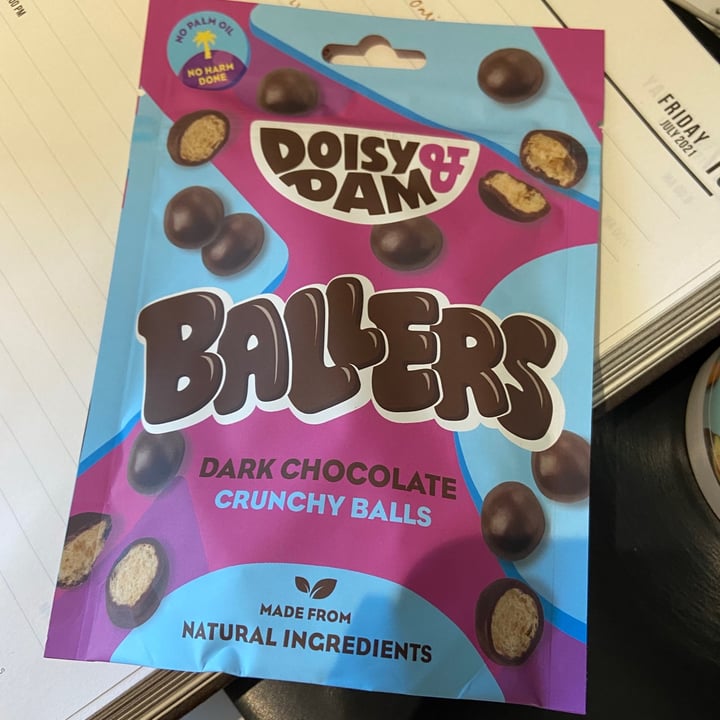 NO PALM OIL
NO HARM
DONE
DOISY &
DAM
BALLERS
DARK CHOCOLATE
CRUNCHY BALLS
MADE FROM
NATURAL INGREDIENTS
FRIDAY
JULY 2021